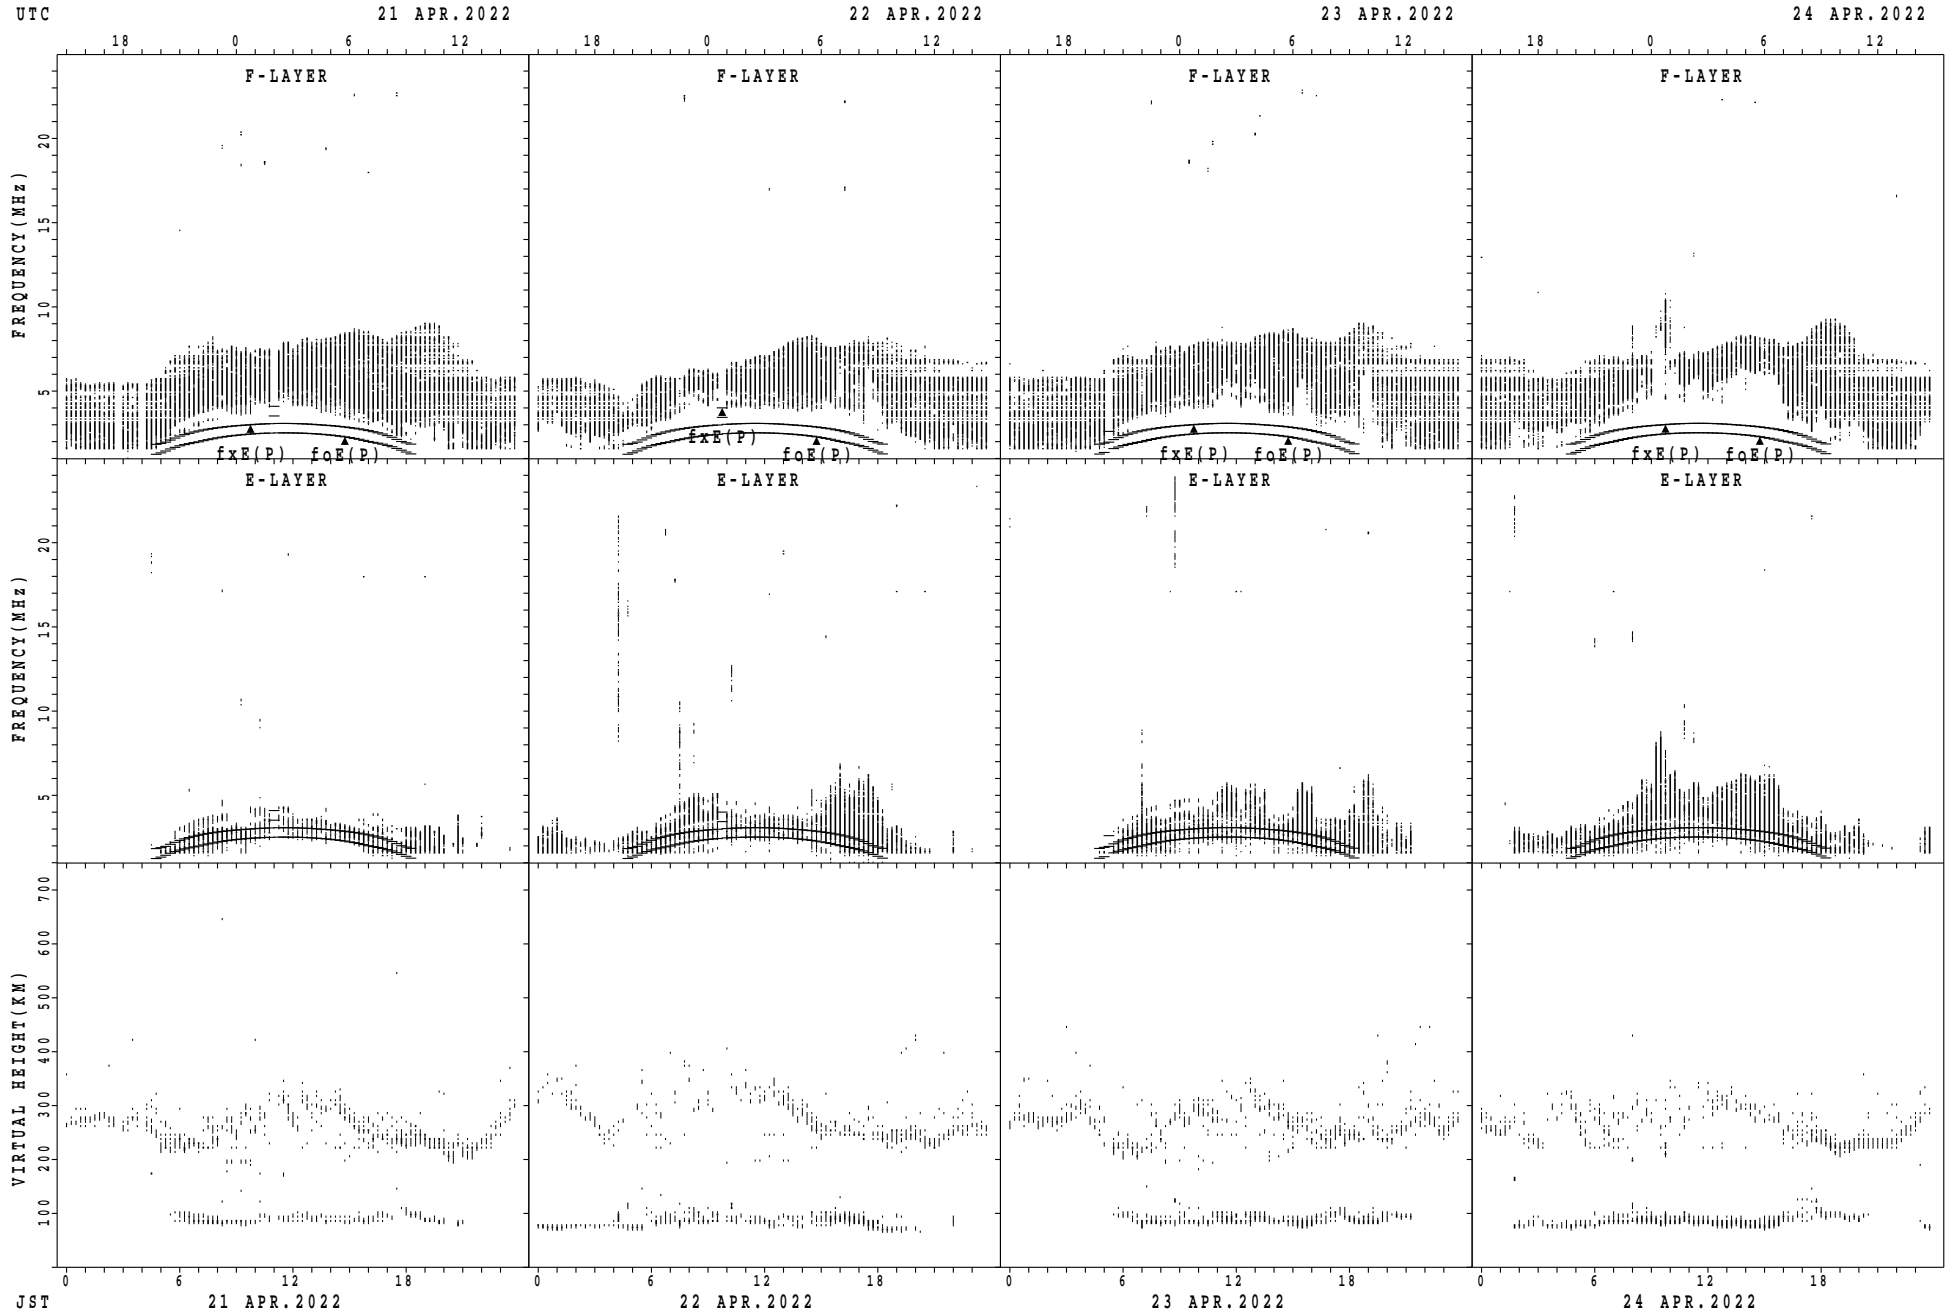 UTC 21 APR.2022 22 APR.2022 23 APR.2022 24 APR.2022
18 0 6 12 18 0 6 12 18 0 6 12 18 0 6 12
F-LAYER F-LAYER F-LAYER F-LAYER
FREQUENCY(MHz)
20
15
10
5
fxE(P) foE(P) fxE(P) foE(P) fxE(P) foE(P) fxE(P) foE(P)
E-LAYER E-LAYER E-LAYER E-LAYER
FREQUENCY(MHz)
20
15
10
5
VIRTUAL HEIGHT(KM)
700
600
500
400
300
200
100
0 6 12 18 0 6 12 18 0 6 12 18 0 6 12 18
JST 21 APR.2022 22 APR.2022 23 APR.2022 24 APR.2022